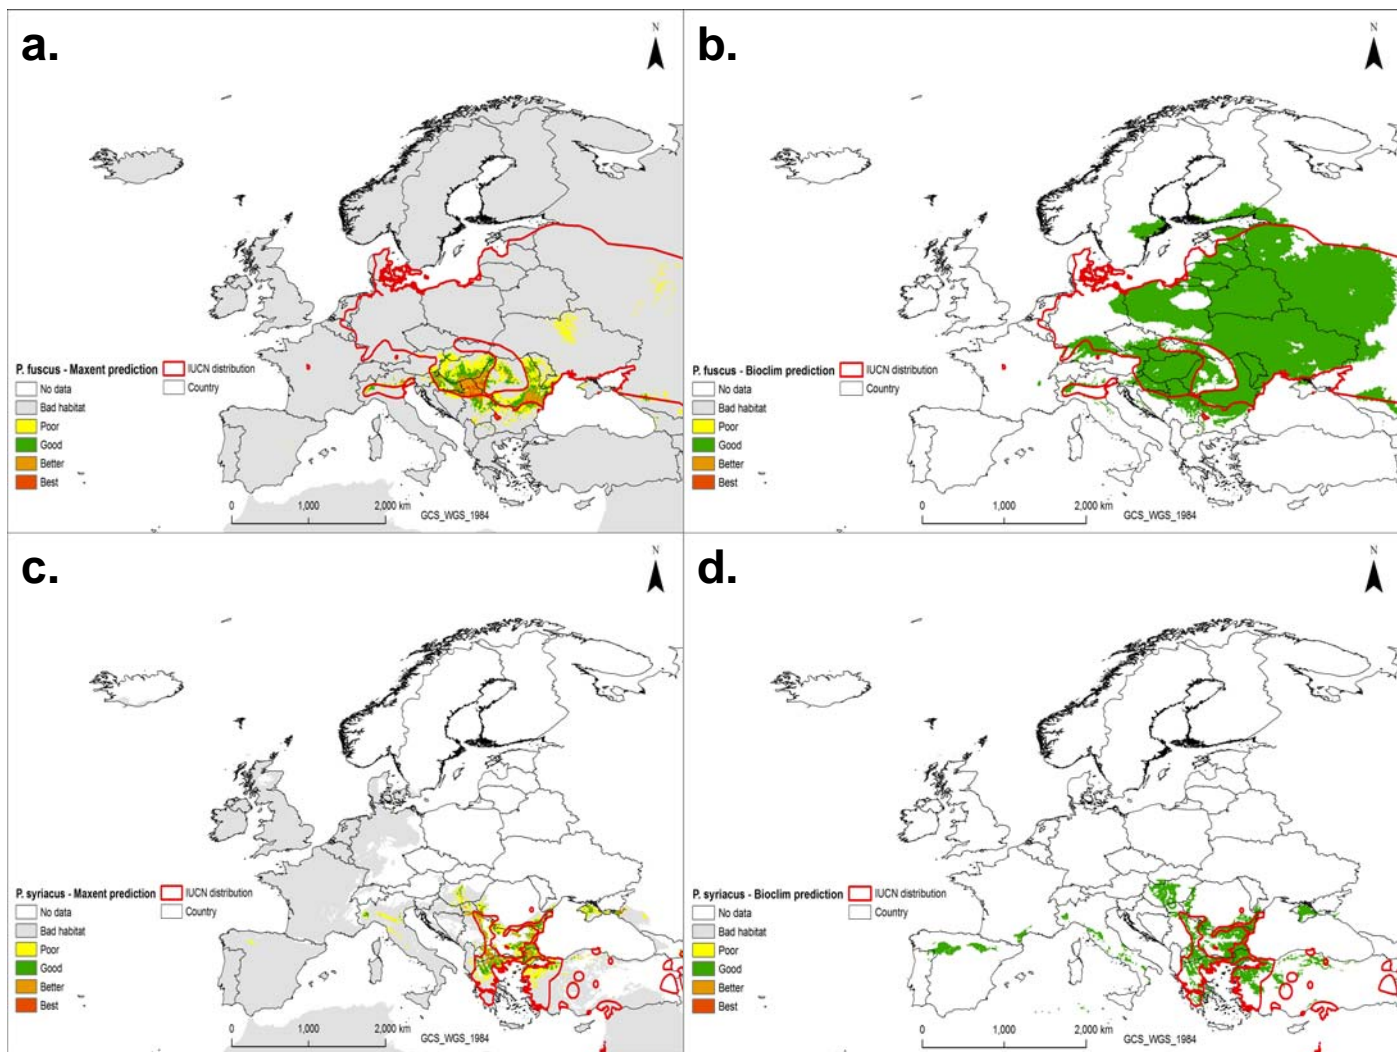 a.
N
P. fuscus - Maxent prediction
IUCN distribution
No data
Country
Bad habitat
Poor
Good
Better
Best
0 1,000 2,000 km
GCS_WGS_1984
b.
N
P. fuscus - Bioclim prediction
IUCN distribution
No data
Country
Bad habitat
Poor
Good
Better
Best
0 1,000 2,000 km
GCS_WGS_1984
c.
N
P. syriacus - Maxent prediction
IUCN distribution
No data
Country
Bad habitat
Poor
Good
Better
Best
0 1,000 2,000 km
GCS_WGS_1984
d.
N
P. syriacus - Bioclim prediction
IUCN distribution
No data
Country
Bad habitat
Poor
Good
Better
Best
0 1,000 2,000 km
GCS_WGS_1984